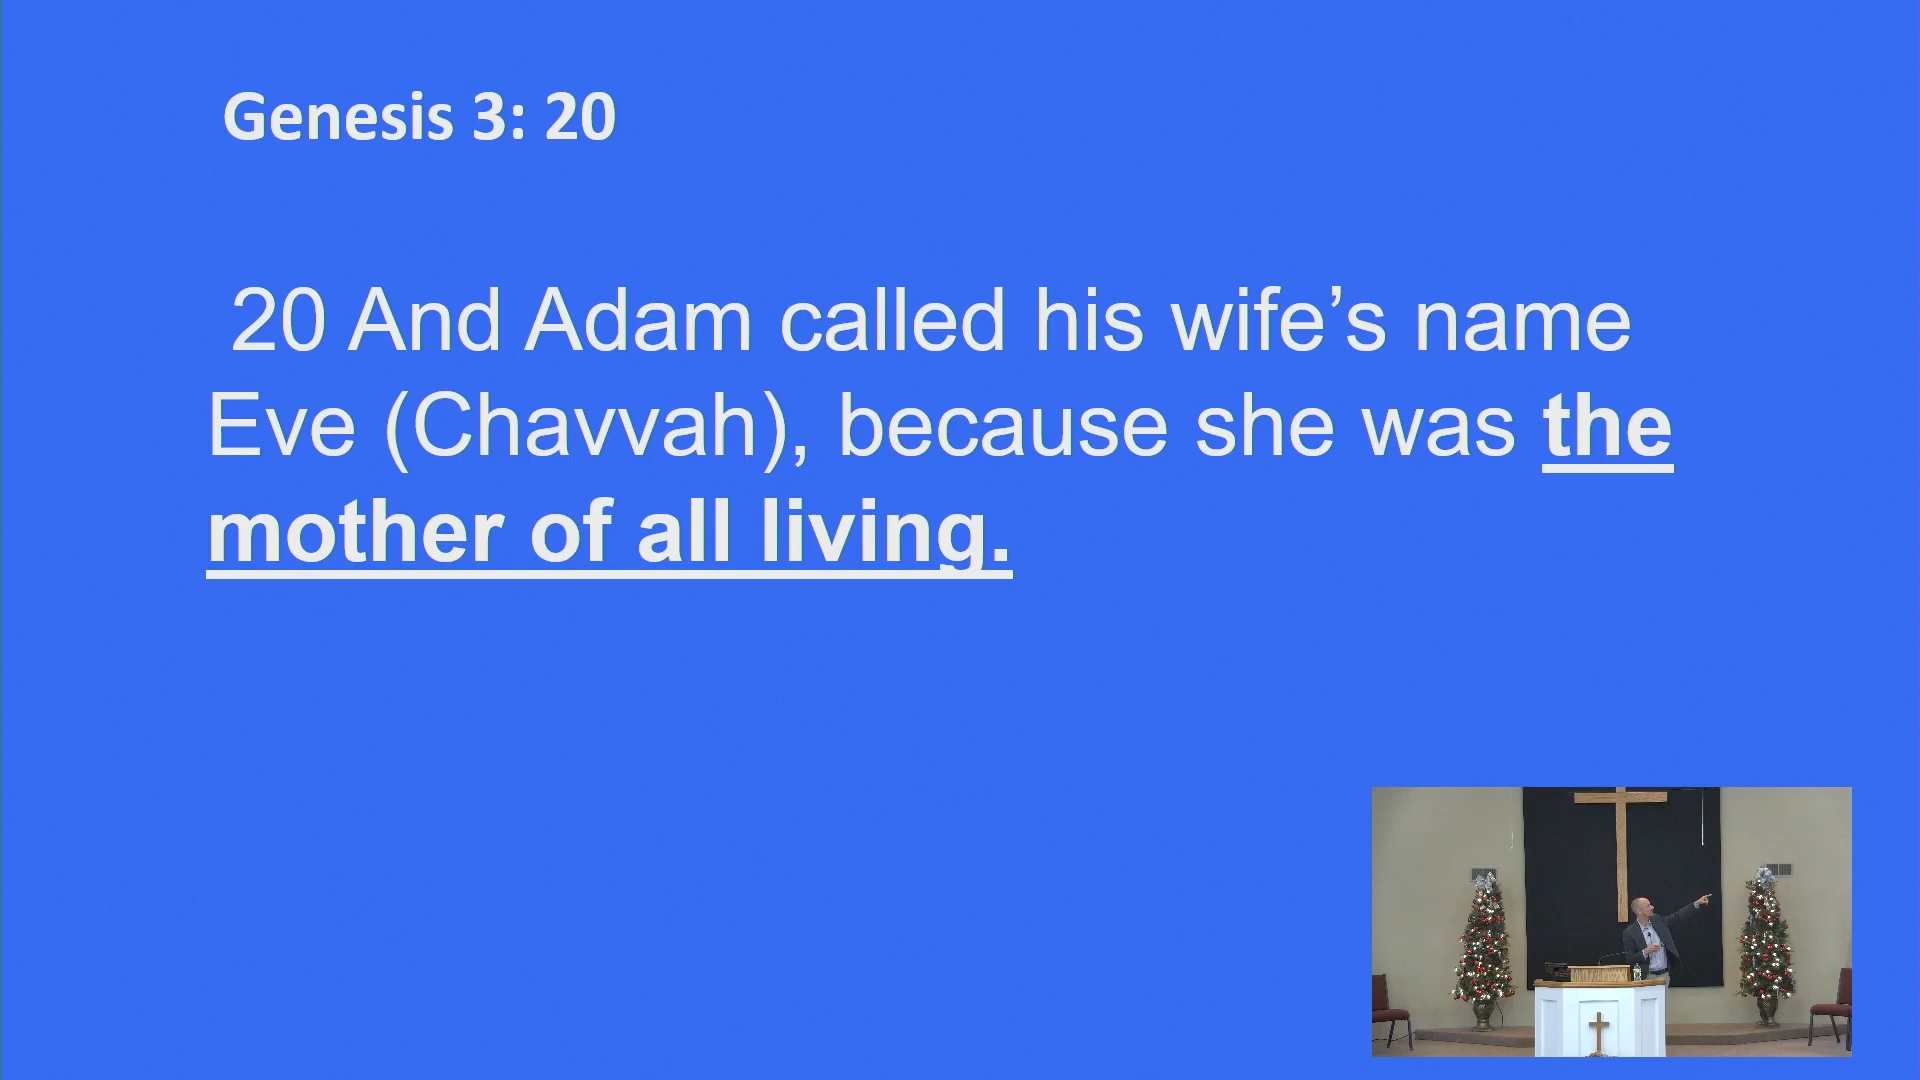 Genesis 3: 20
20 And Adam called his wife’s name
Eve (Chavvah), because she was the
mother of all living.